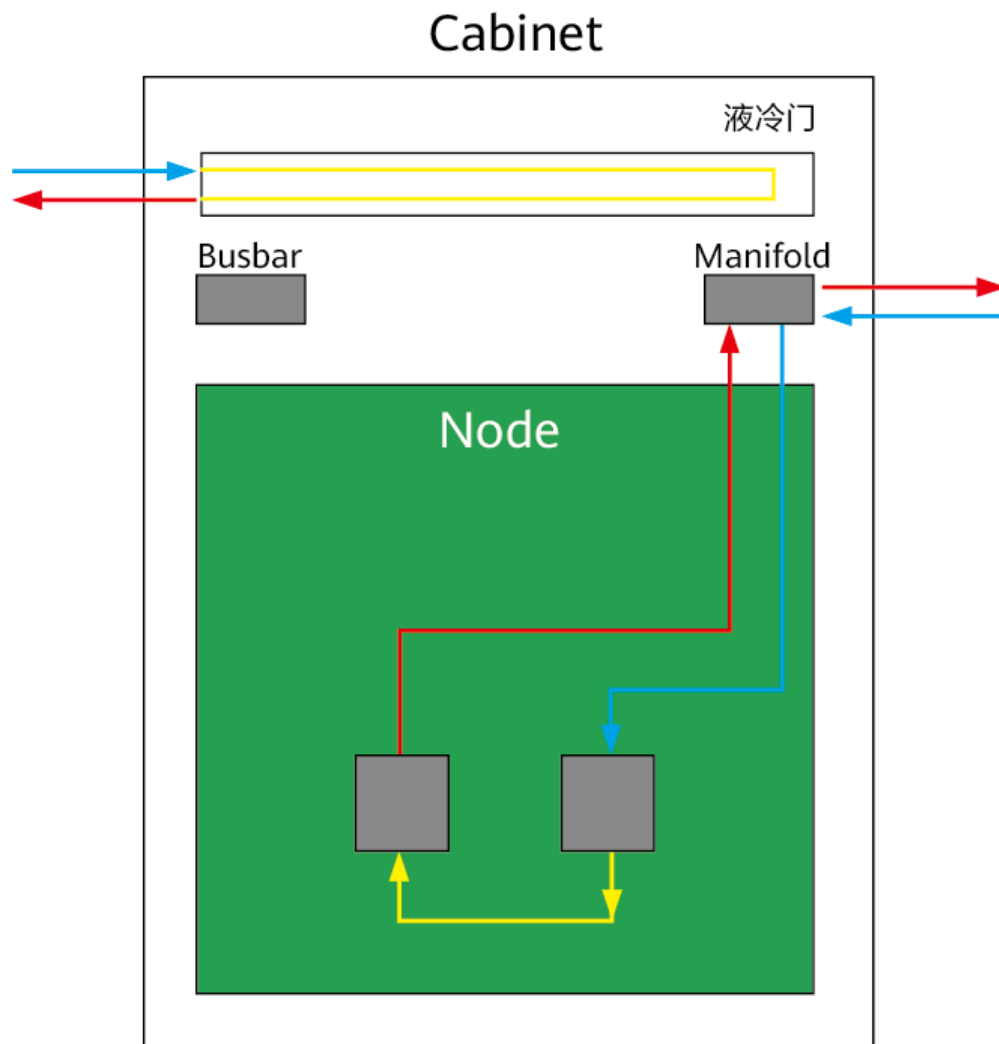 Cabinet
液冷门
Busbar
Manifold
Node